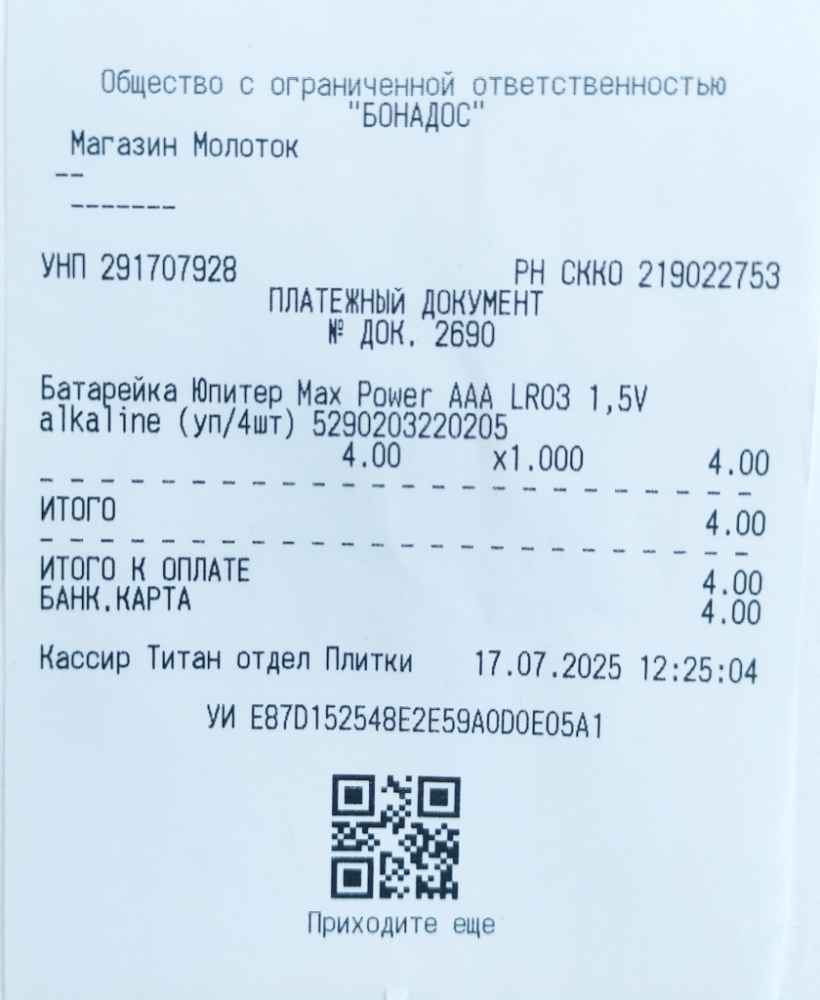 Общество с ограниченной ответственностью
"БОНАДОС"
Магазин Молоток
--
-------
УНП 291707928 РН СККО 219022753
ПЛАТЕЖНЫЙ ДОКУМЕНТ
№ ДОК. 2690
Батарейка Юпитер Max Power AAA LR03 1,5V
alkaline (уп/4шт) 5290203220205
4.00 x1.000 4.00
ИТОГО 4.00
ИТОГО К ОПЛАТЕ 4.00
БАНК.КАРТА 4.00
Кассир Титан отдел Плитки 17.07.2025 12:25:04
УИ E87D152548E2E59A0D0E05A1
Приходите еще